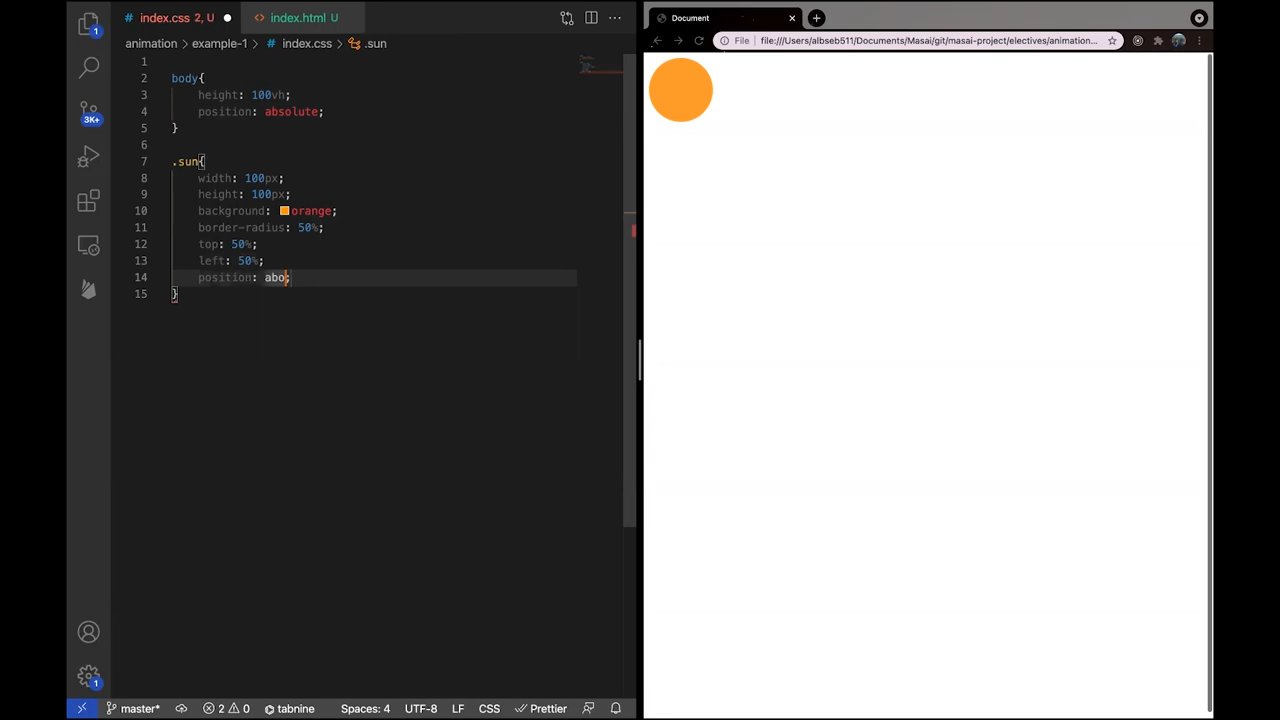 index.css 2, U
index.html U
animation > example-1 > # index.css > .sun
1
2 body{
3 height: 100vh;
4 position: absolute;
5 }
6
7 .sun{
8 width: 100px;
9 height: 100px;
10 background: orange;
11 border-radius: 50%;
12 top: 50%;
13 left: 50%;
14 position: abo;
15 }
1
3K+
1
master* 2 0 tabnine Spaces: 4 UTF-8 LF CSS Prettier
Document
File file:///Users/albseb511/Documents/Masai/git/masai-project/electives/animation...